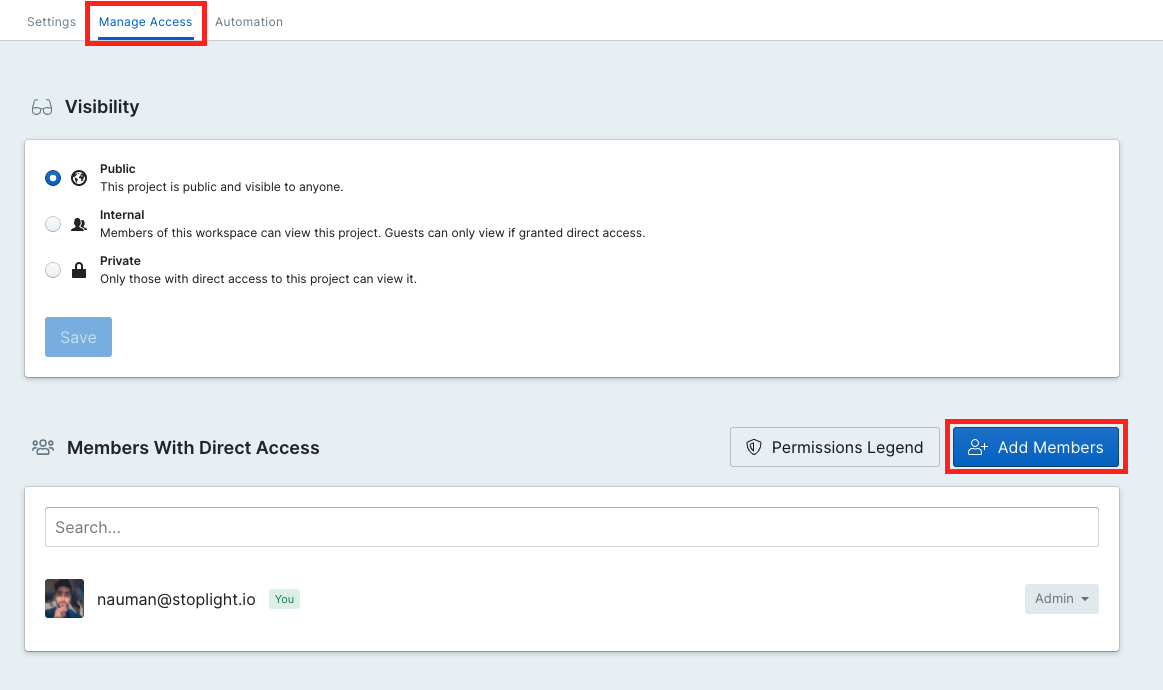 Settings Manage Access Automation
Visibility
Public
This project is public and visible to anyone.
Internal
Members of this workspace can view this project. Guests can only view if granted direct access.
Private
Only those with direct access to this project can view it.
Save
Members With Direct Access Permissions Legend Add Members
Search...
nauman@stoplight.io You Admin